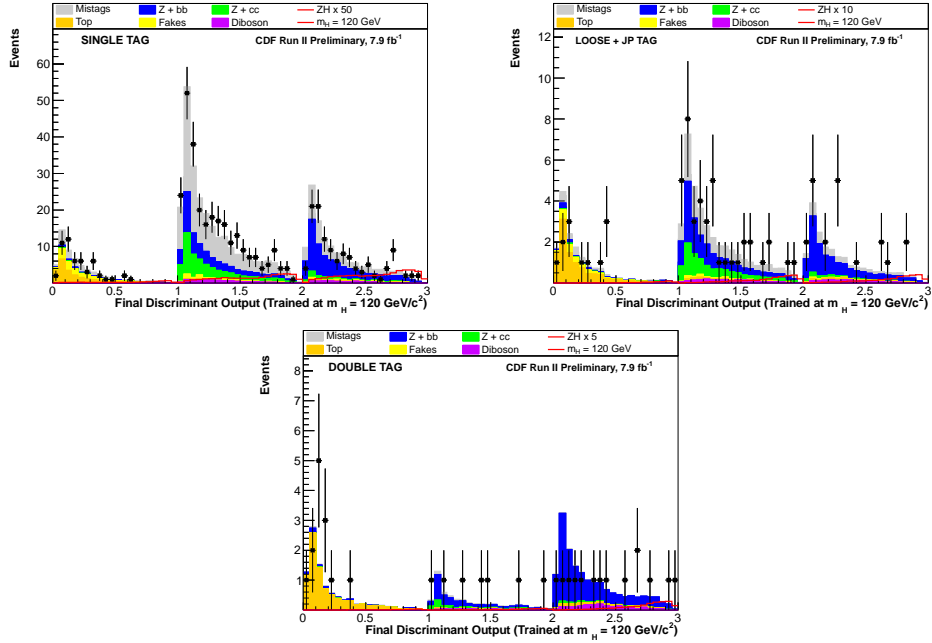 Mistags Z + bb Z + cc ZH x 50
Top Fakes Diboson m_H = 120 GeV
SINGLE TAG CDF Run II Preliminary, 7.9 fb⁻¹
Events
60
50
40
30
20
10
0 0.5 1 1.5 2 2.5 3
Final Discriminant Output (Trained at m_H = 120 GeV/c²)
Mistags Z + bb Z + cc ZH x 10
Top Fakes Diboson m_H = 120 GeV
LOOSE + JP TAG CDF Run II Preliminary, 7.9 fb⁻¹
Events
12
10
8
6
4
2
0 0.5 1 1.5 2 2.5 3
Final Discriminant Output (Trained at m_H = 120 GeV/c²)
Mistags Z + bb Z + cc ZH x 5
Top Fakes Diboson m_H = 120 GeV
DOUBLE TAG CDF Run II Preliminary, 7.9 fb⁻¹
Events
8
7
6
5
4
3
2
1
0 0.5 1 1.5 2 2.5 3
Final Discriminant Output (Trained at m_H = 120 GeV/c²)